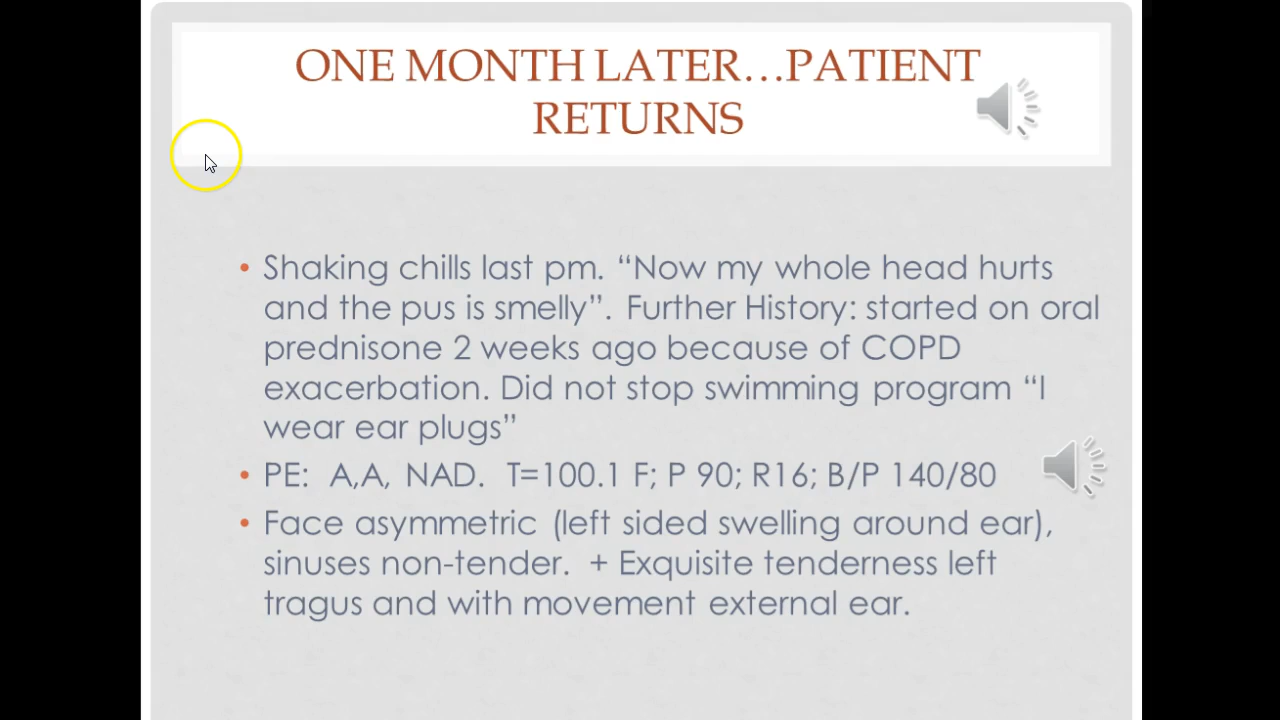 ONE MONTH LATER...PATIENT
RETURNS
• Shaking chills last pm. “Now my whole head hurts
and the pus is smelly”. Further History: started on oral
prednisone 2 weeks ago because of COPD
exacerbation. Did not stop swimming program “I
wear ear plugs”
• PE: A,A, NAD. T=100.1 F; P 90; R16; B/P 140/80
• Face asymmetric (left sided swelling around ear),
sinuses non-tender. + Exquisite tenderness left
tragus and with movement external ear.